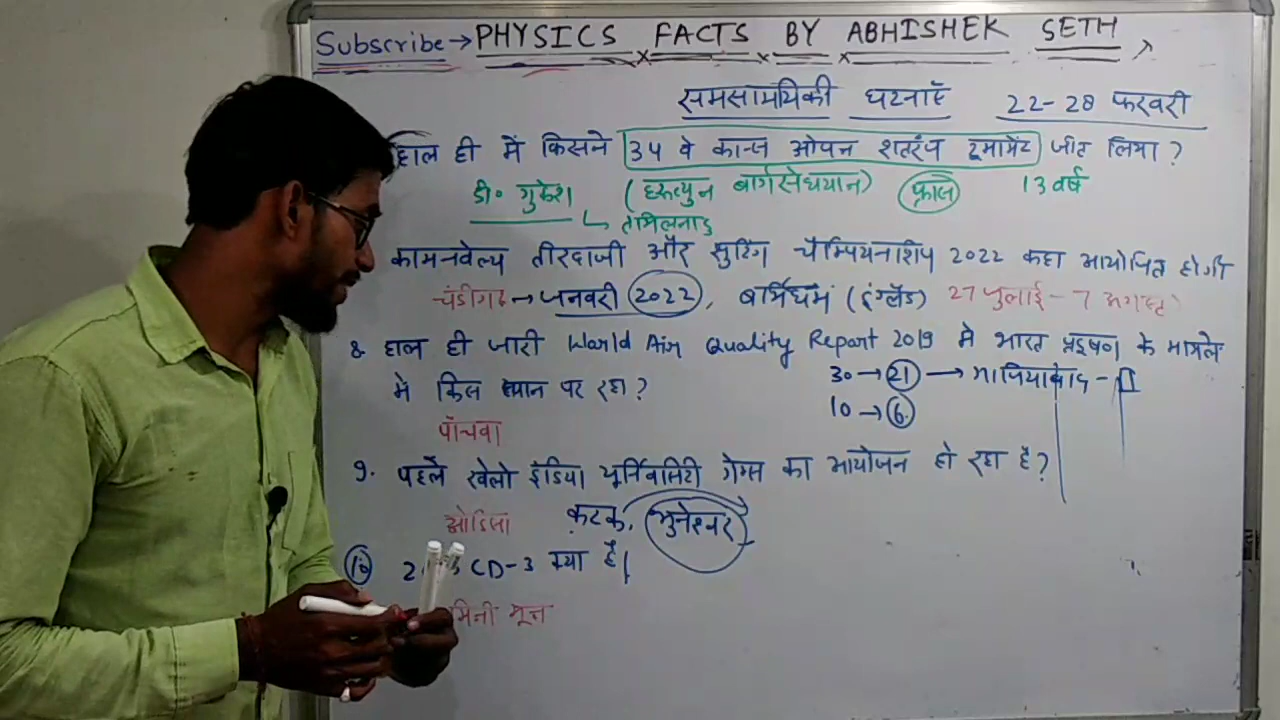 Subscribe→ PHYSICS FACTS BY ABHISHEK SETH
समसामयिकी घटनाएँ 22-28 फरवरी
हाल ही में किसने 34 वे कान्स ओपन शतरंज टूर्नामेंट जीत लिया ?
डी॰ गुकेश (हरुत्युन बार्गसेघयान) फ्रांस 13 वर्ष
↳ तमिलनाडु
कामनवेल्थ तीरंदाजी और सुटिंग चैम्पियनशिप 2022 कहा आयोजित होगी
चंडीगढ़ → जनवरी 2022, बर्मिंघम (इंग्लैंड) 27 जुलाई - 7 अगस्त
8 हाल ही जारी World Air Quality Report 2019 मे भारत प्रदूषण के मामले
मे किस स्थान पर रहा ? 30 → 21 → गाजियाबाद - 1
10 → 6
पाँचवा
9. पहले खेलो इंडिया यूनिवर्सिटी गेम्स का आयोजन हो रहा है ?
ओडिसा कटक, भुनेश्वर
10 2 CD-3 क्या है।
मिनी मून